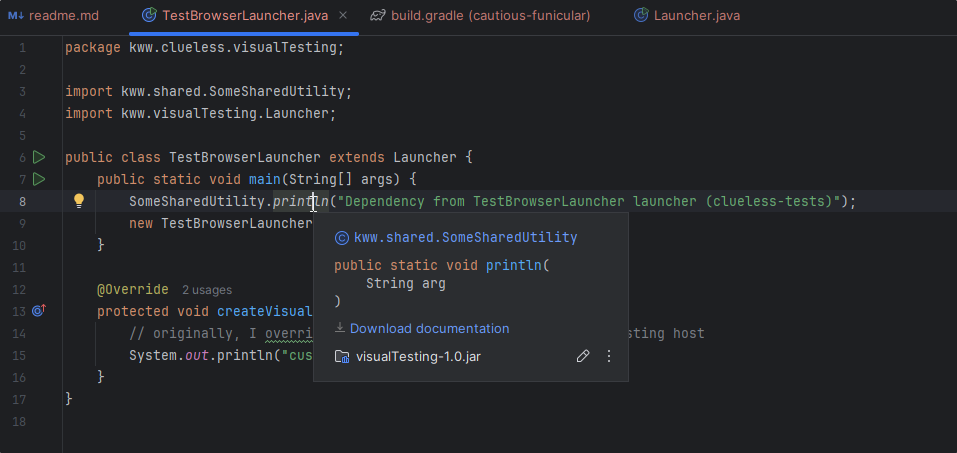 readme.md TestBrowserLauncher.java build.gradle (cautious-funicular) Launcher.java
1 package kww.clueless.visualTesting;
2
3 import kww.shared.SomeSharedUtility;
4 import kww.visualTesting.Launcher;
5
6 public class TestBrowserLauncher extends Launcher {
7 public static void main(String[] args) {
8 SomeSharedUtility.println("Dependency from TestBrowserLauncher launcher (clueless-tests)");
9 new TestBrowserLauncher
10 }
11
12 @Override 2 usages
13 protected void createVisual
14 // originally, I overri sting host
15 System.out.println("cus
16 }
17 }
18
kww.shared.SomeSharedUtility
public static void println(
String arg
)
Download documentation
visualTesting-1.0.jar